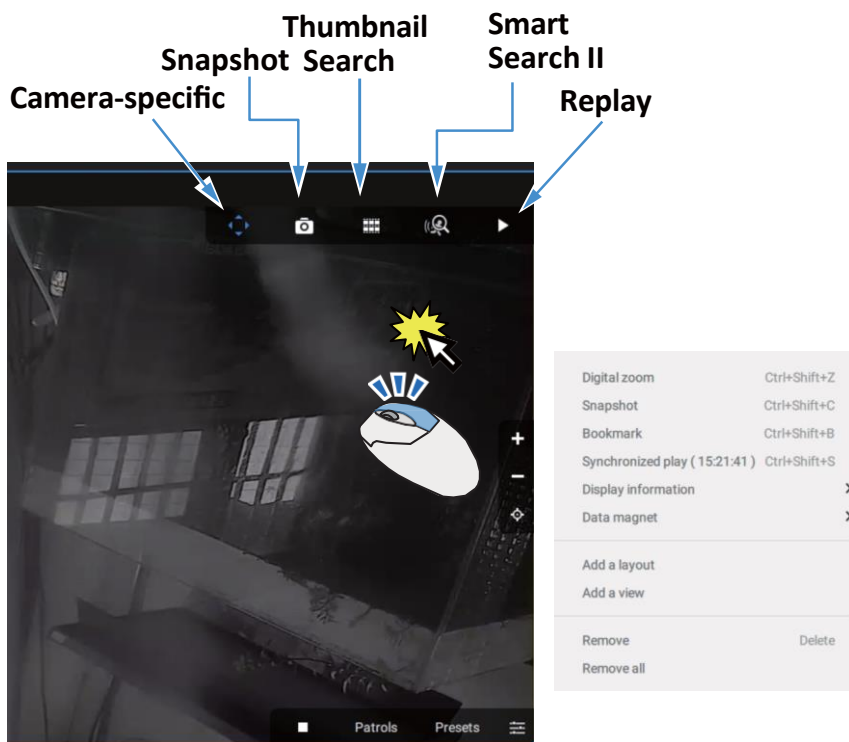 Thumbnail
Search
Smart
Search II
Snapshot
Camera-specific
Replay
Digital zoom Ctrl+Shift+Z
Snapshot Ctrl+Shift+C
Bookmark Ctrl+Shift+B
Synchronized play ( 15:21:41 ) Ctrl+Shift+S
Display information
Data magnet
Add a layout
Add a view
Remove Delete
Remove all
Patrols Presets